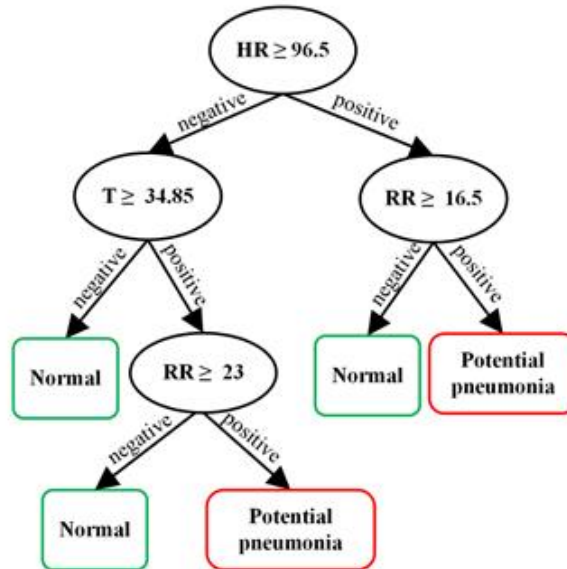 HR ≥ 96.5
negative
positive
T ≥ 34.85
RR ≥ 16.5
negative
positive
negative
positive
Normal
RR ≥ 23
Normal
Potential
pneumonia
negative
positive
Normal
Potential
pneumonia